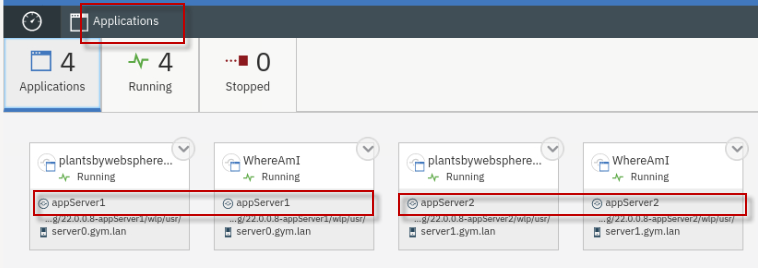 Applications
4
Applications
4
Running
0
Stopped
plantsbywebsphere...
Running
appServer1
...g/22.0.0.8-appServer1/wlp/usr/
server0.gym.lan
WhereAmI
Running
appServer1
...g/22.0.0.8-appServer1/wlp/usr/
server0.gym.lan
plantsbywebsphere...
Running
appServer2
...g/22.0.0.8-appServer2/wlp/usr/
server1.gym.lan
WhereAmI
Running
appServer2
...g/22.0.0.8-appServer2/wlp/usr/
server1.gym.lan